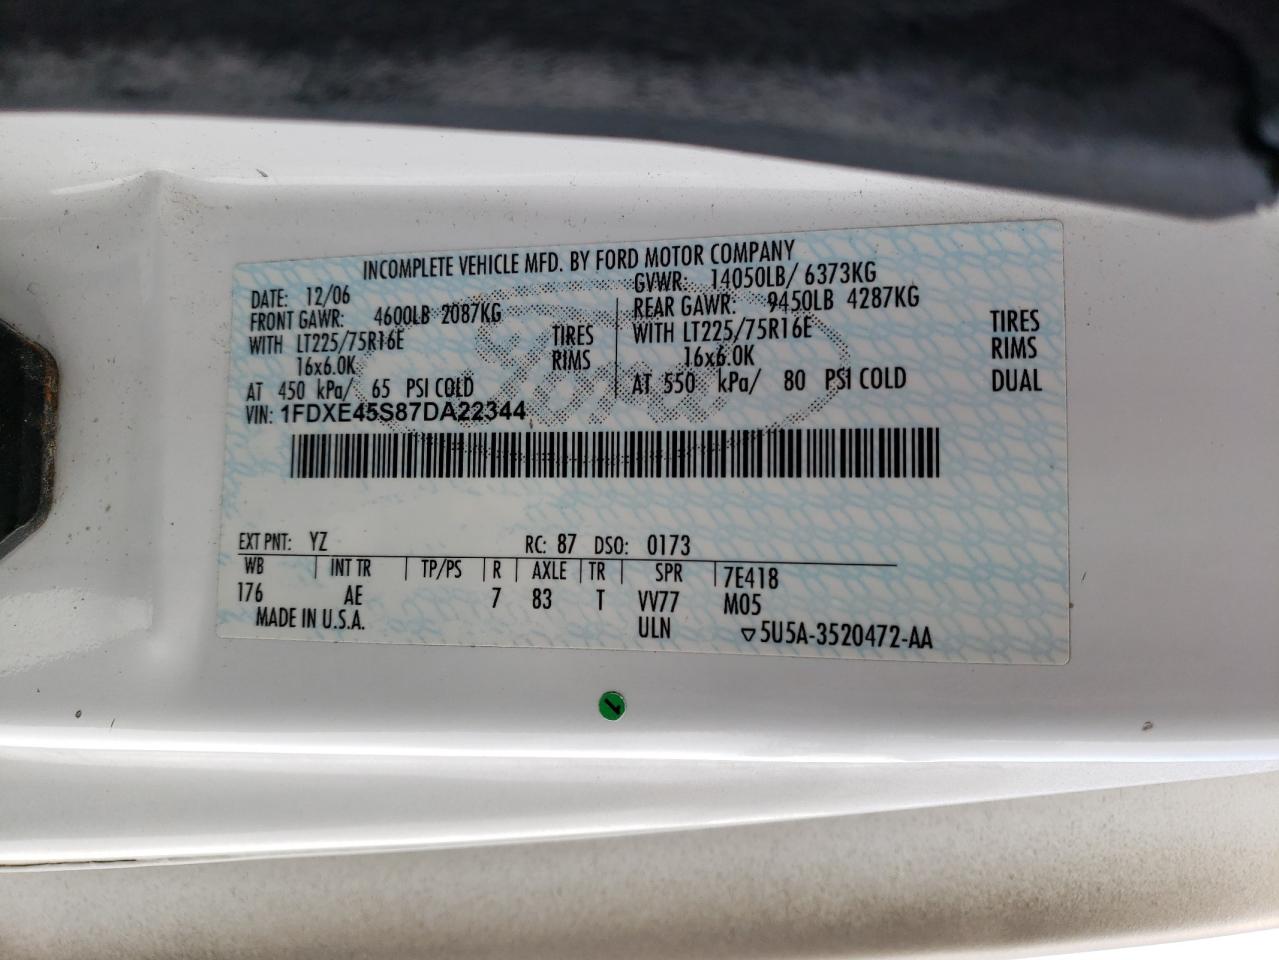 INCOMPLETE VEHICLE MFD. BY FORD MOTOR COMPANY
DATE: 12/06 GVWR: 14050LB/ 6373KG
FRONT GAWR: 4600LB 2087KG REAR GAWR: 9450LB 4287KG
WITH LT225/75R16E TIRES WITH LT225/75R16E TIRES
16x6.0K RIMS 16x6.0K RIMS
AT 450 kPa/ 65 PSI COLD AT 550 kPa/ 80 PSI COLD DUAL
VIN: 1FDXE45S87DA22344
Ford
EXT PNT: YZ RC: 87 DSO: 0173
WB INT TR TP/PS R AXLE TR SPR 7E418
176 AE 7 83 T VV77 M05
MADE IN U.S.A. ULN ▽5U5A-3520472-AA
1